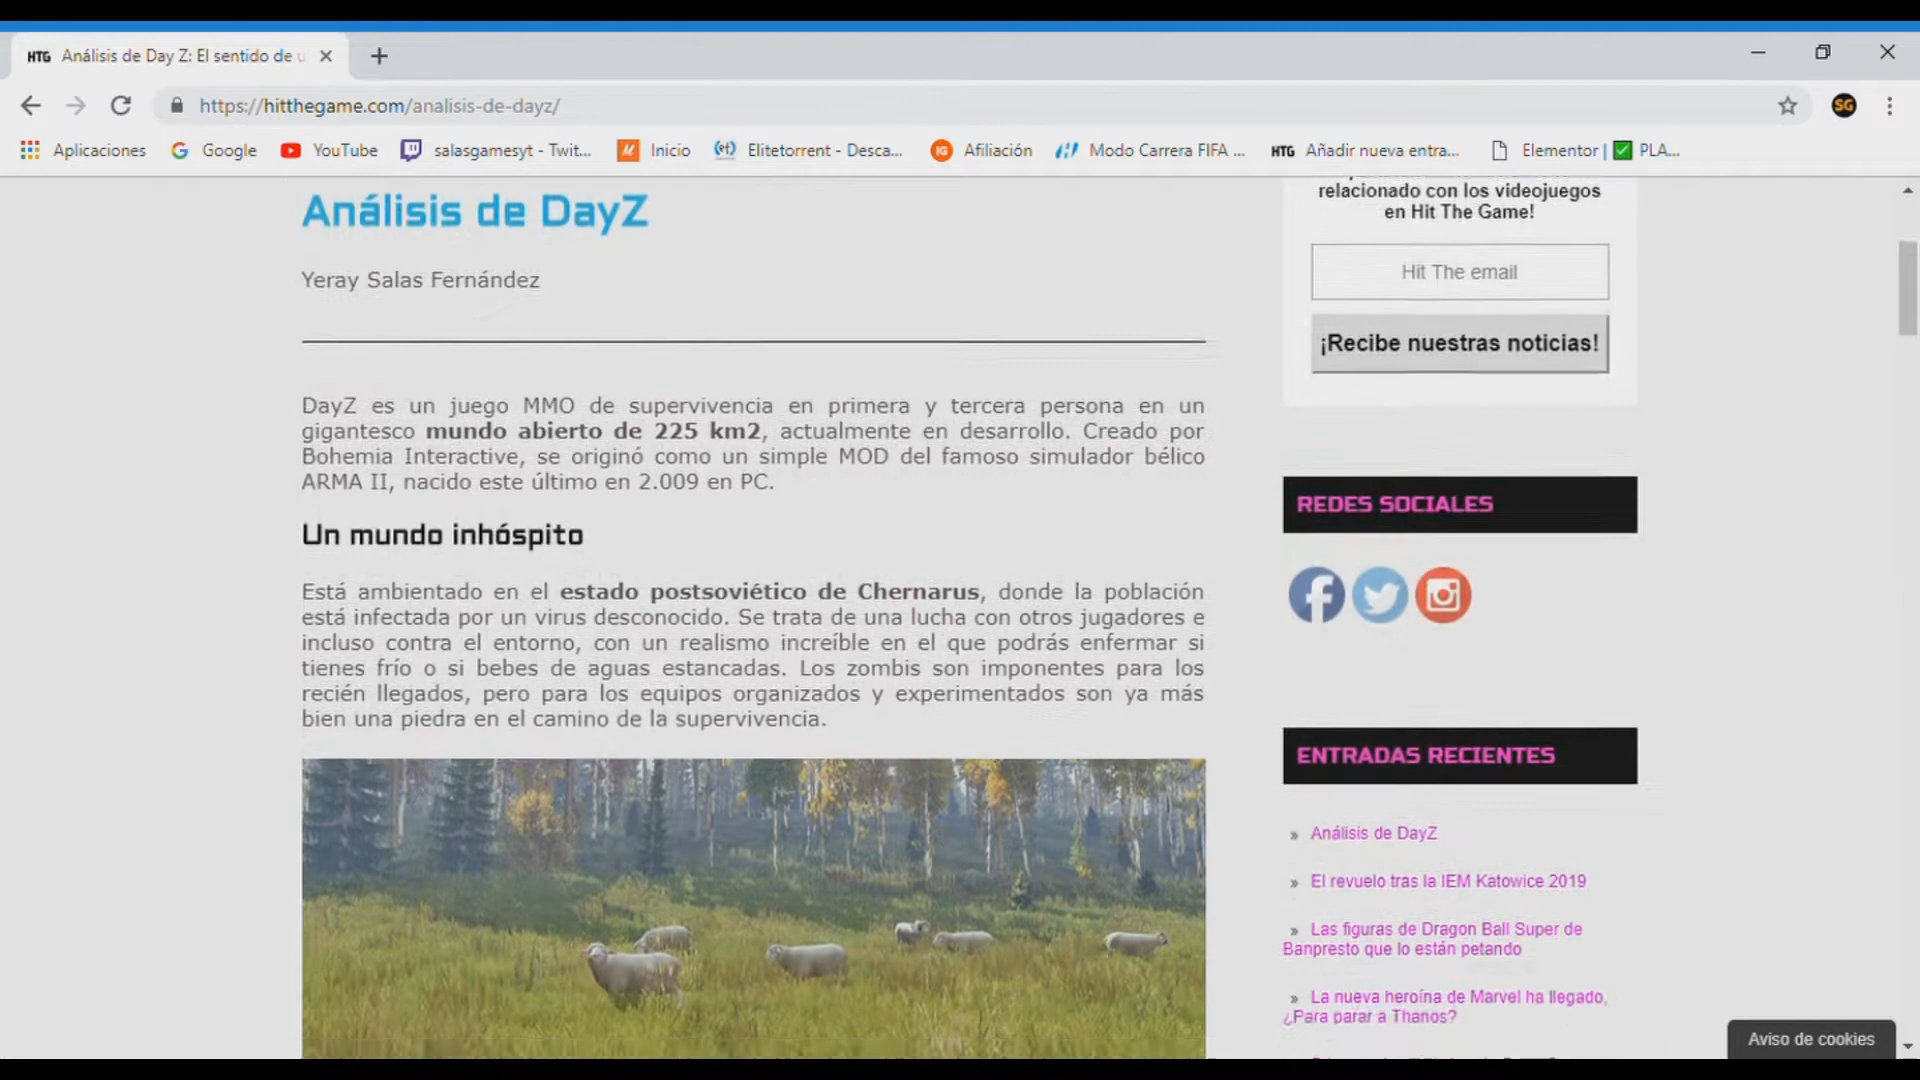 HTG Análisis de Day Z: El sentido de u
https://hitthegame.com/analisis-de-dayz/
SG
Aplicaciones Google YouTube salasgamesyt - Twit... Inicio Elitetorrent - Desca... IG Afiliación Modo Carrera FIFA ... HTG Añadir nueva entra... Elementor | ✅ PLA...
Análisis de DayZ
Yeray Salas Fernández
DayZ es un juego MMO de supervivencia en primera y tercera persona en un
gigantesco mundo abierto de 225 km2, actualmente en desarrollo. Creado por
Bohemia Interactive, se originó como un simple MOD del famoso simulador bélico
ARMA II, nacido este último en 2.009 en PC.
Un mundo inhóspito
Está ambientado en el estado postsoviético de Chernarus, donde la población
está infectada por un virus desconocido. Se trata de una lucha con otros jugadores e
incluso contra el entorno, con un realismo increíble en el que podrás enfermar si
tienes frío o si bebes de aguas estancadas. Los zombis son imponentes para los
recién llegados, pero para los equipos organizados y experimentados son ya más
bien una piedra en el camino de la supervivencia.
relacionado con los videojuegos
en Hit The Game!
Hit The email
¡Recibe nuestras noticias!
REDES SOCIALES
ENTRADAS RECIENTES
» Análisis de DayZ
» El revuelo tras la IEM Katowice 2019
» Las figuras de Dragon Ball Super de
Banpresto que lo están petando
» La nueva heroína de Marvel ha llegado,
¿Para parar a Thanos?
Aviso de cookies